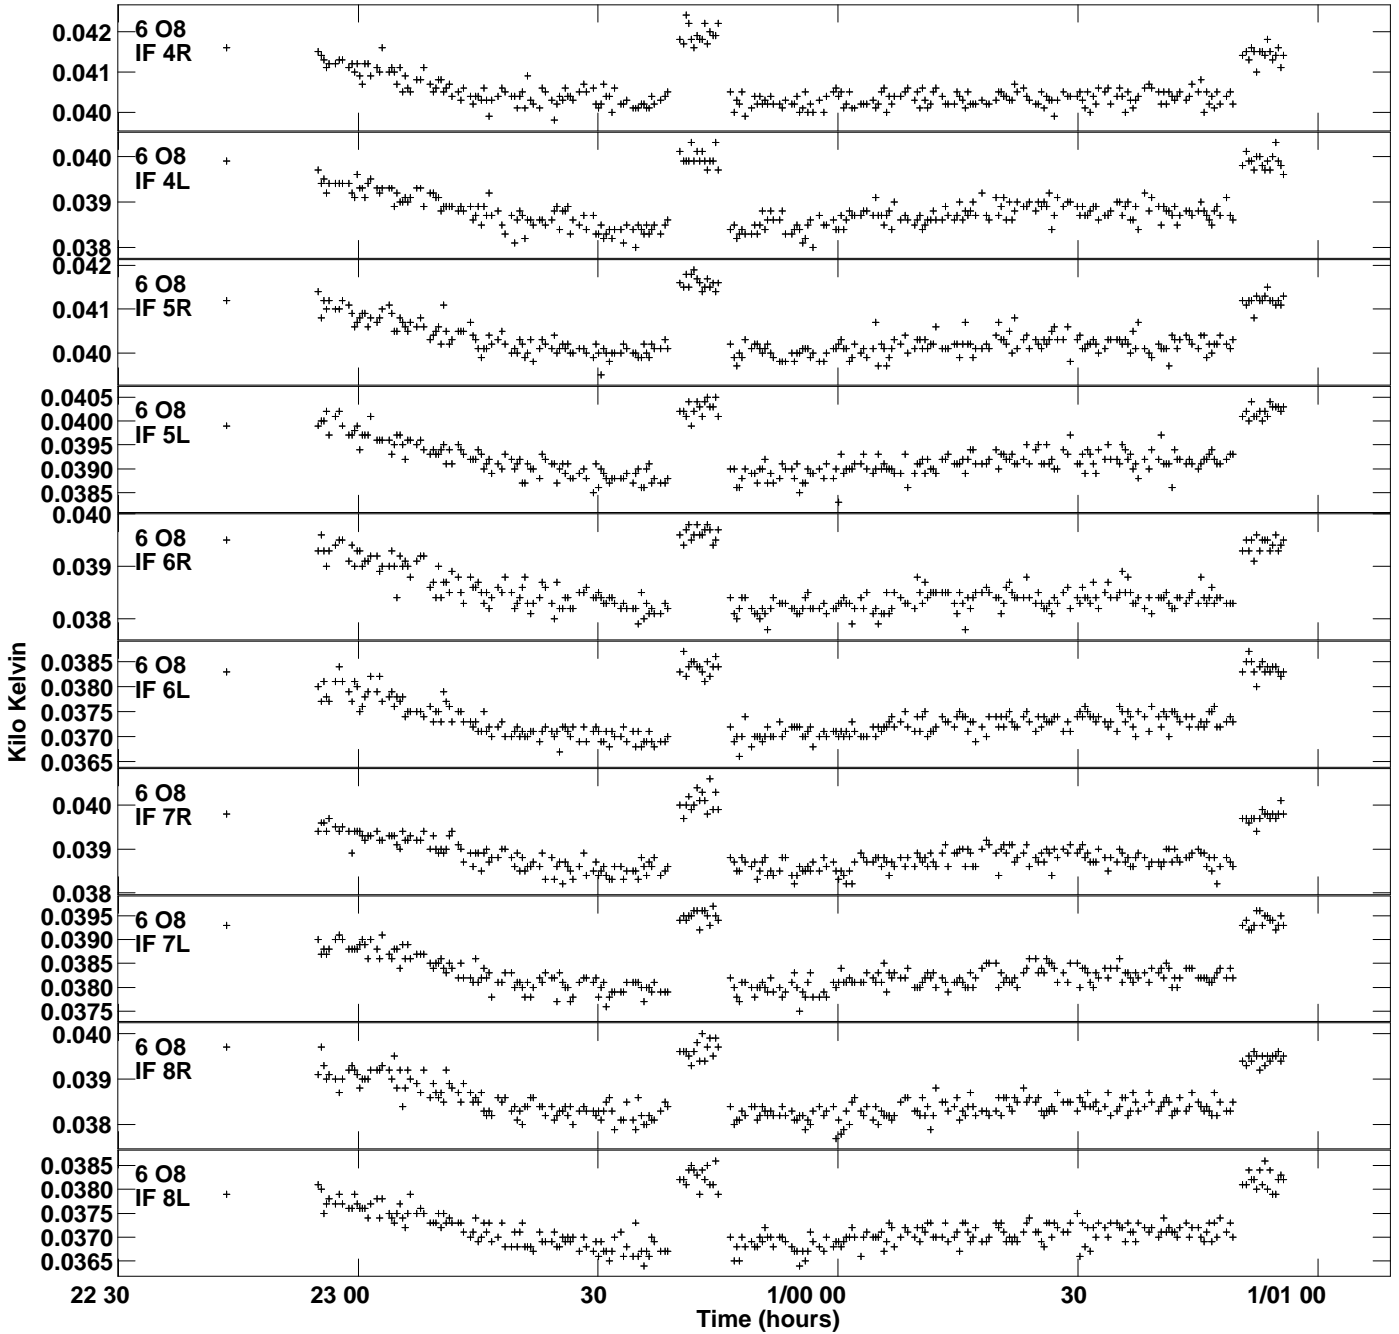 6 O8
IF 4R
0.042
0.041
0.040
6 O8
IF 4L
0.040
0.039
0.038
6 O8
IF 5R
0.042
0.041
0.040
6 O8
IF 5L
0.0405
0.0400
0.0395
0.0390
0.0385
6 O8
IF 6R
0.040
0.039
0.038
6 O8
IF 6L
0.0385
0.0380
0.0375
0.0370
0.0365
6 O8
IF 7R
0.040
0.039
0.038
6 O8
IF 7L
0.0395
0.0390
0.0385
0.0380
0.0375
6 O8
IF 8R
0.040
0.039
0.038
6 O8
IF 8L
0.0385
0.0380
0.0375
0.0370
0.0365
Kilo Kelvin
22 30 23 00 30 1/00 00 30 1/01 00
Time (hours)